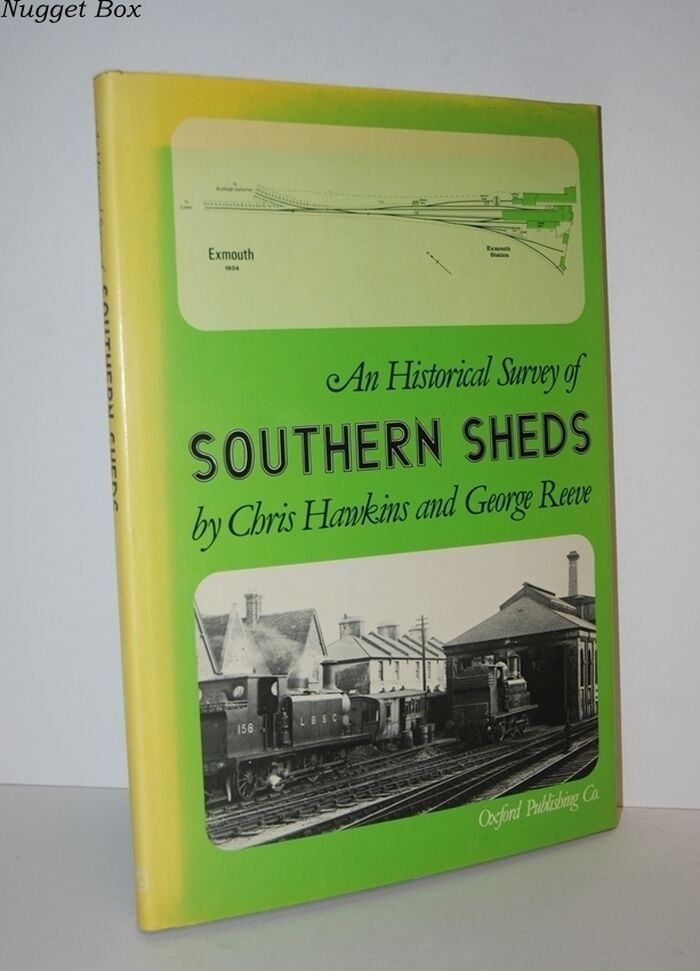 Nugget Box
Exmouth
1904
Exmouth
Station
An Historical Survey of
SOUTHERN SHEDS
by Chris Hawkins and George Reeve
158
L B S C
Oxford Publishing Co.
SOUTHERN SHEDS